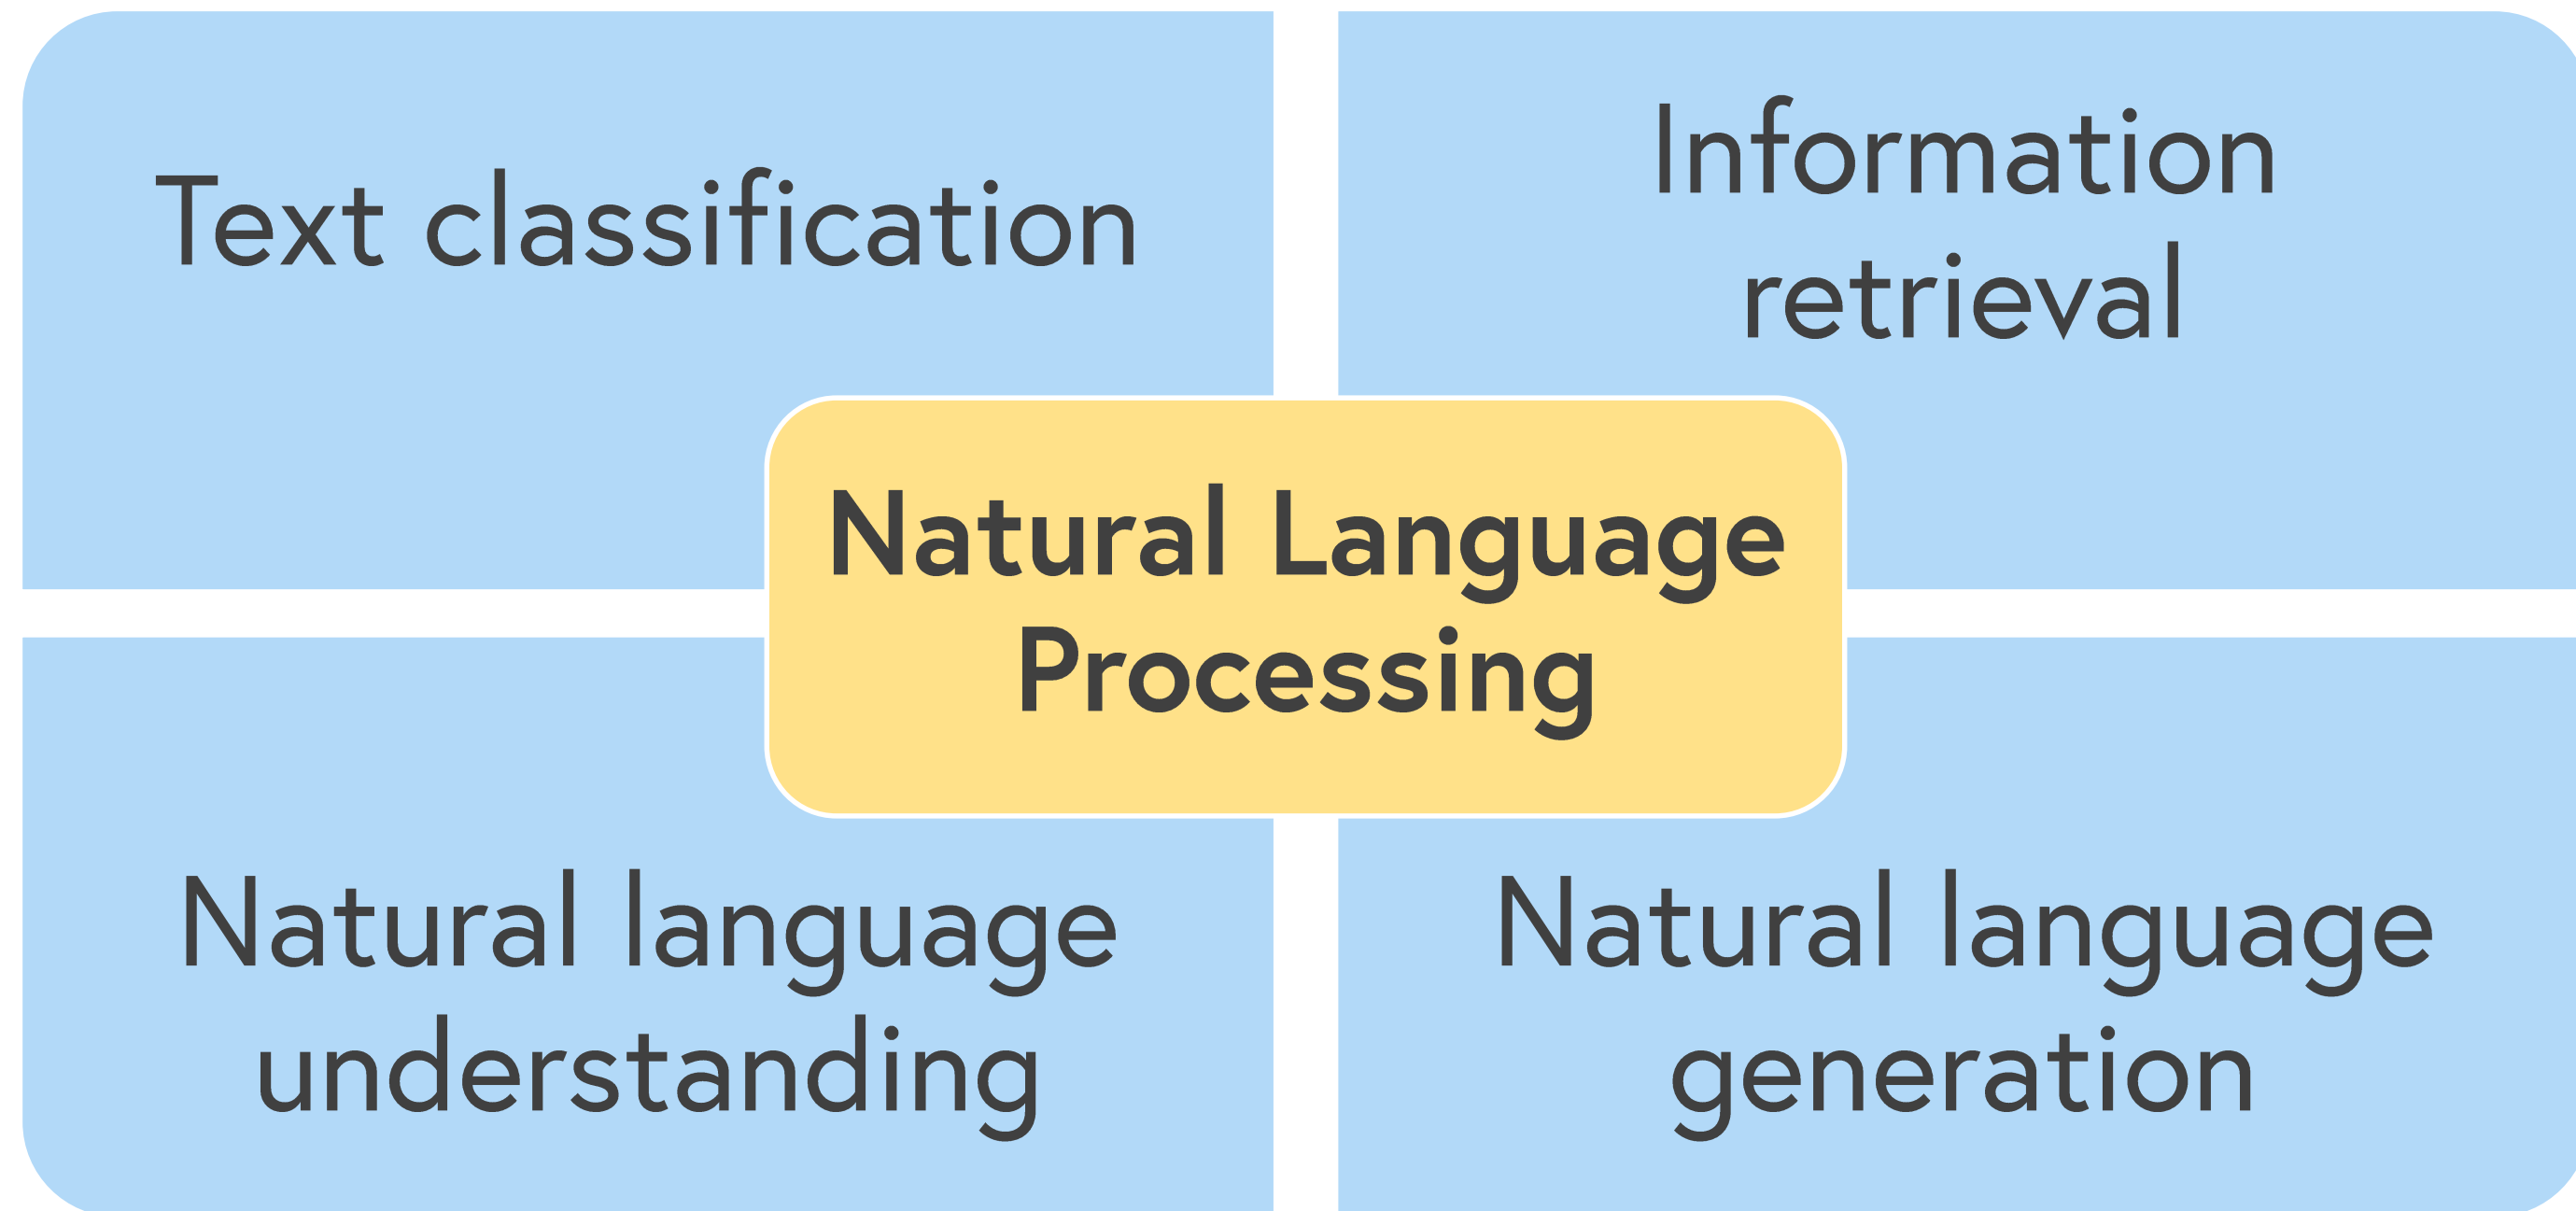 Text classification
Information
retrieval
Natural Language
Processing
Natural language
understanding
Natural language
generation